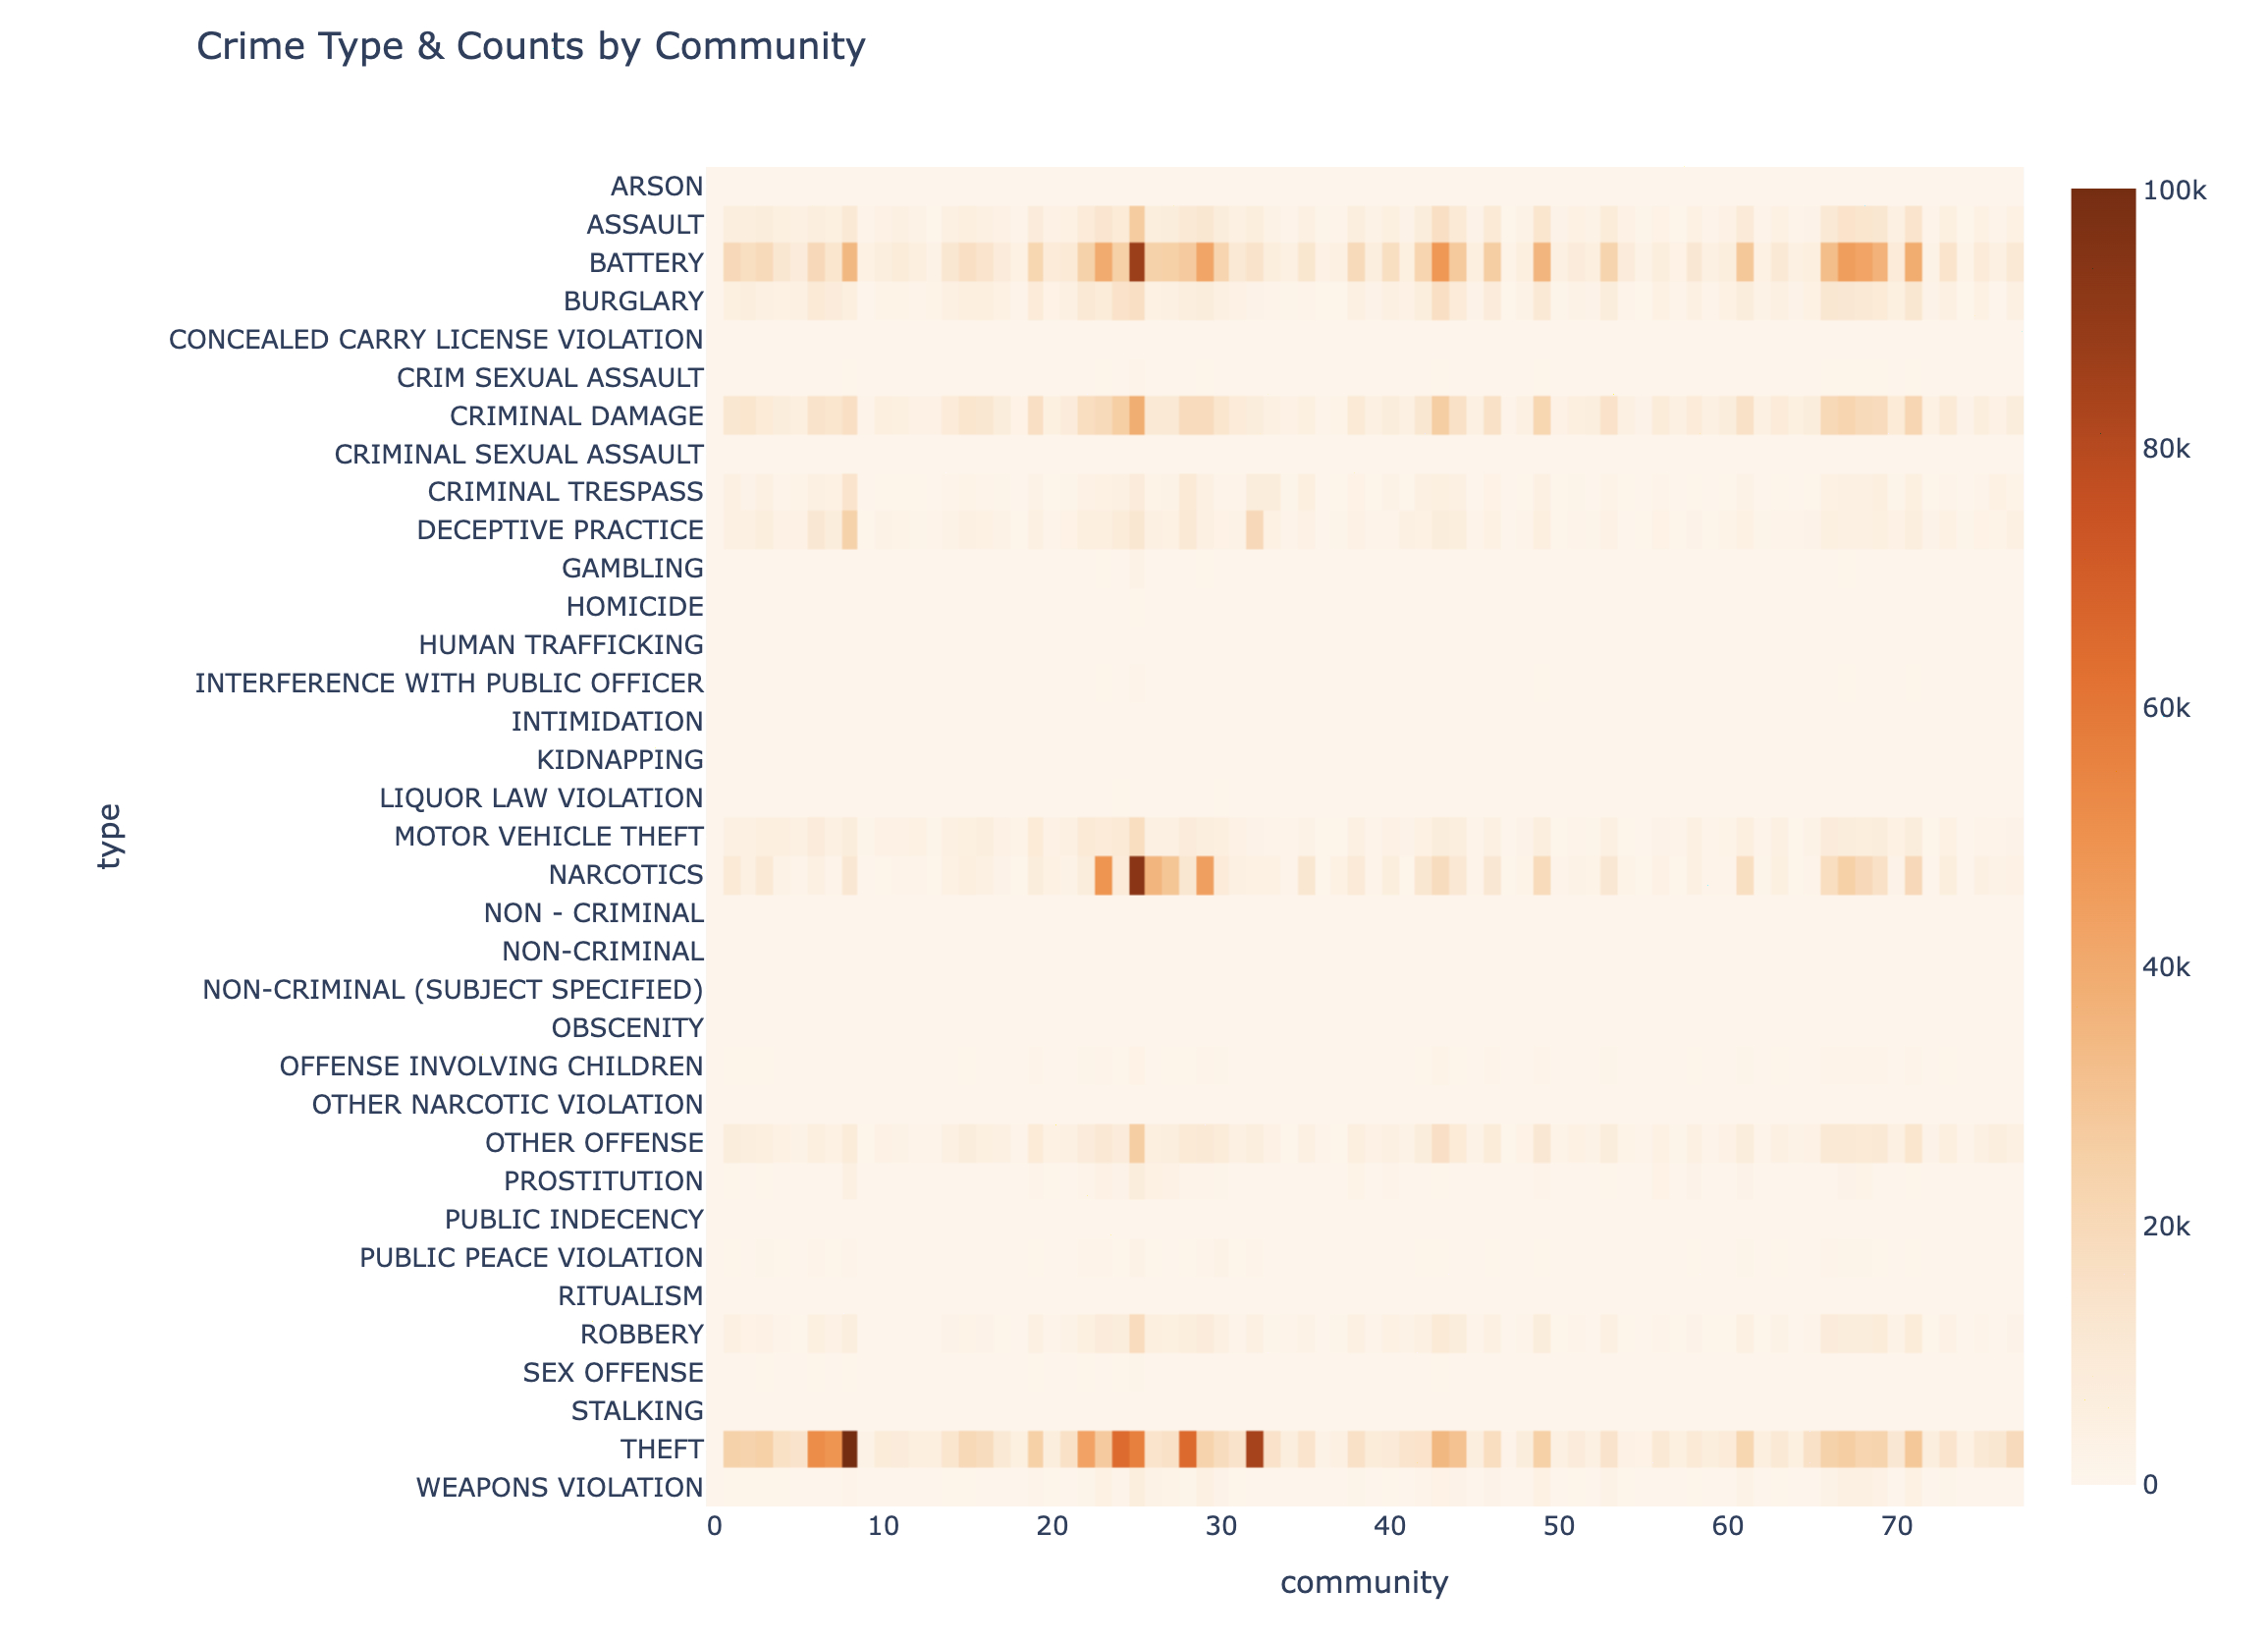 Crime Type & Counts by Community
ARSON
ASSAULT
BATTERY
BURGLARY
CONCEALED CARRY LICENSE VIOLATION
CRIM SEXUAL ASSAULT
CRIMINAL DAMAGE
CRIMINAL SEXUAL ASSAULT
CRIMINAL TRESPASS
DECEPTIVE PRACTICE
GAMBLING
HOMICIDE
HUMAN TRAFFICKING
INTERFERENCE WITH PUBLIC OFFICER
INTIMIDATION
KIDNAPPING
LIQUOR LAW VIOLATION
MOTOR VEHICLE THEFT
NARCOTICS
NON - CRIMINAL
NON-CRIMINAL
NON-CRIMINAL (SUBJECT SPECIFIED)
OBSCENITY
OFFENSE INVOLVING CHILDREN
OTHER NARCOTIC VIOLATION
OTHER OFFENSE
PROSTITUTION
PUBLIC INDECENCY
PUBLIC PEACE VIOLATION
RITUALISM
ROBBERY
SEX OFFENSE
STALKING
THEFT
WEAPONS VIOLATION
type
0 10 20 30 40 50 60 70
community
100k
80k
60k
40k
20k
0